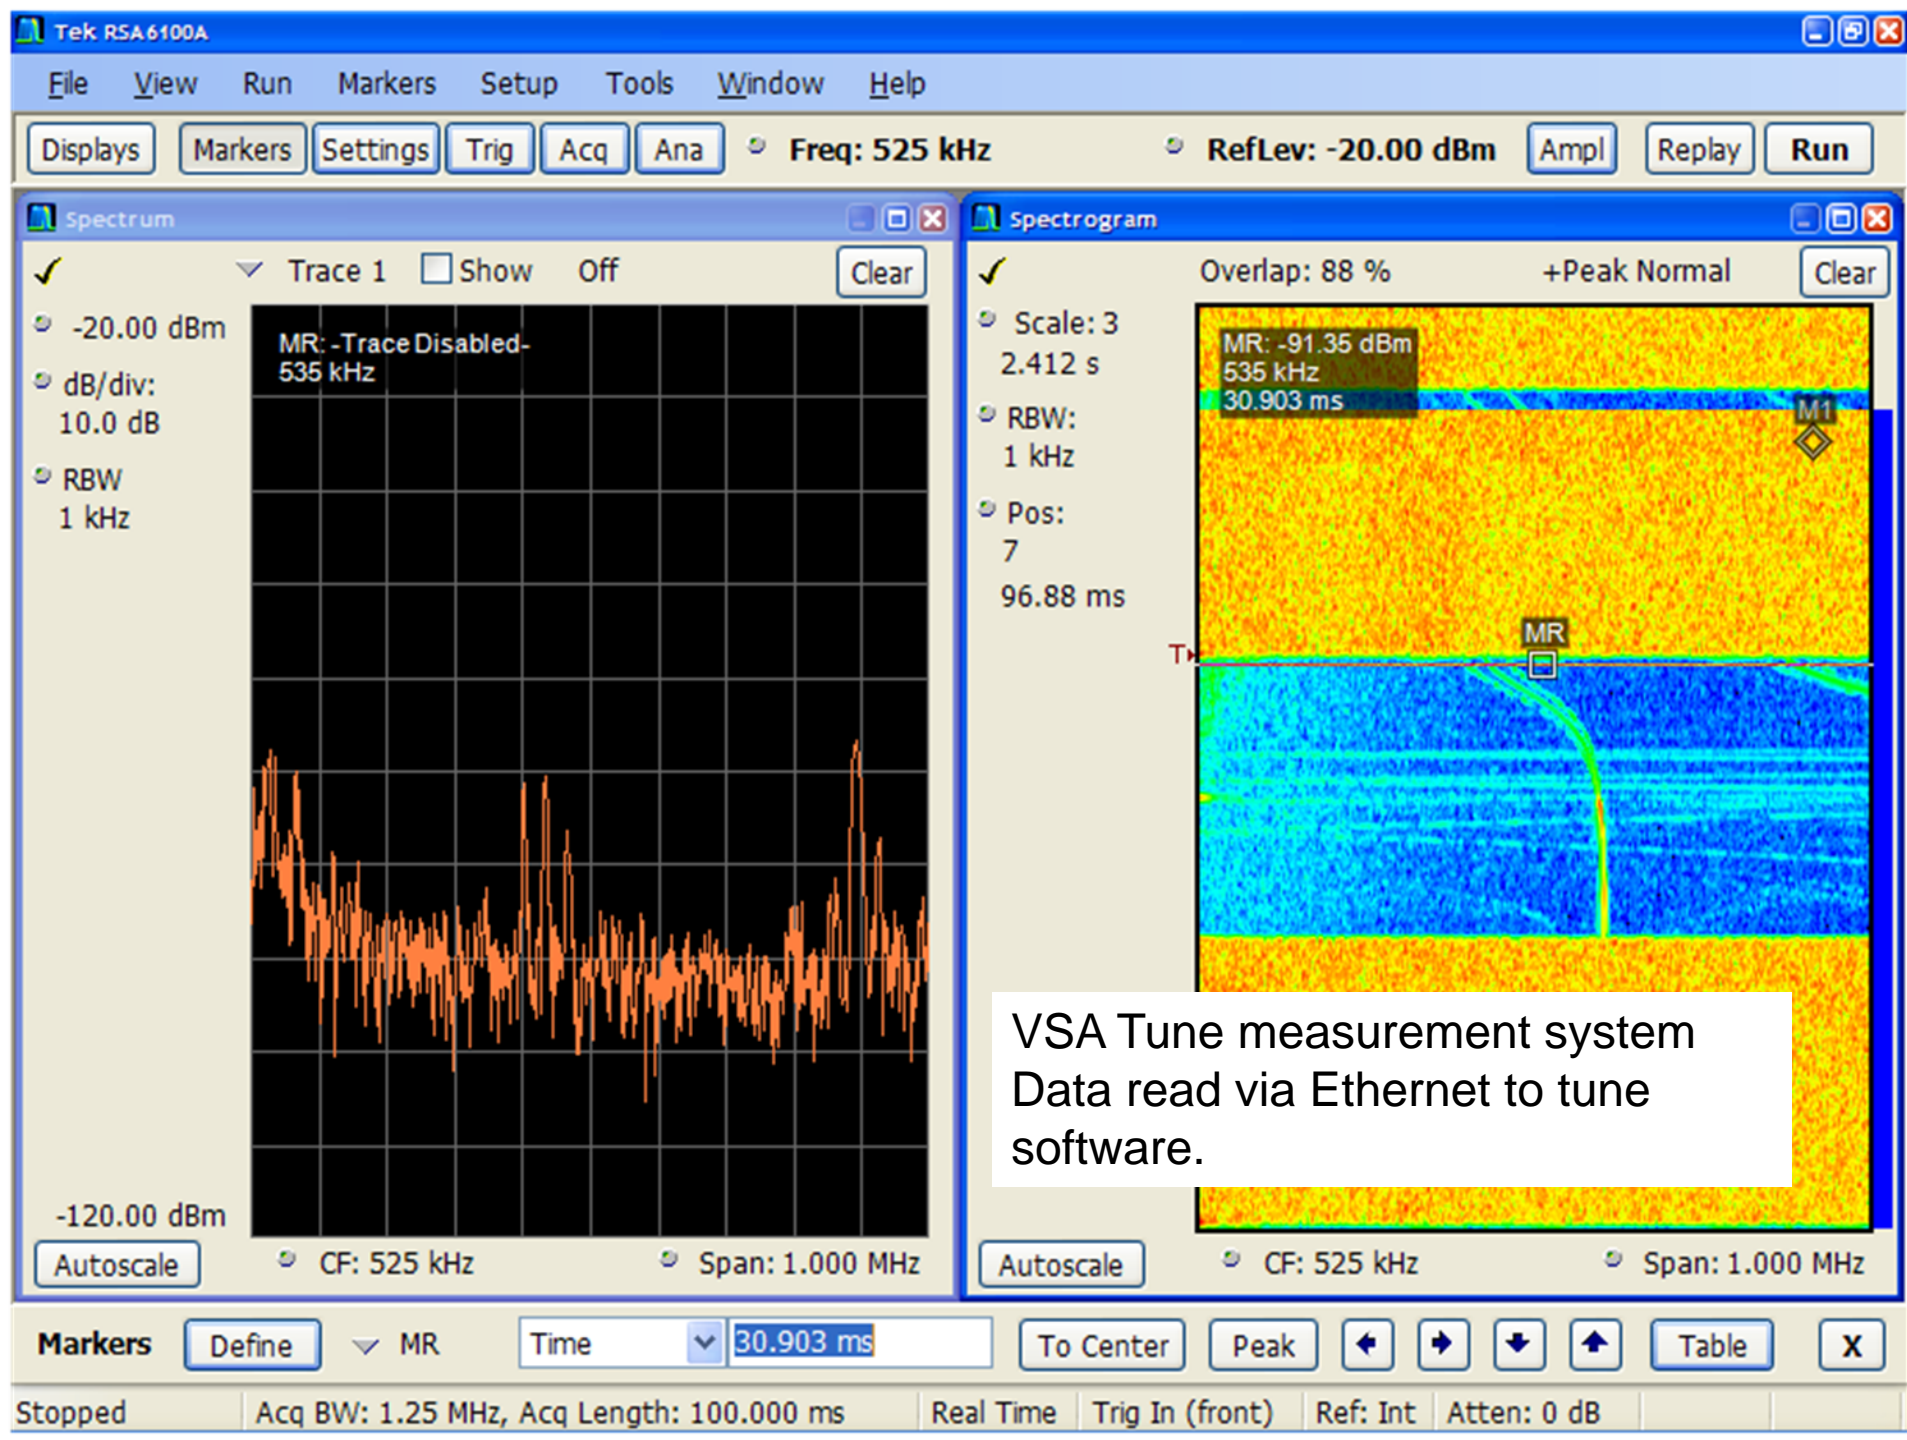 Tek RSA6100A
File View Run Markers Setup Tools Window Help
Displays Markers Settings Trig Acq Ana Freq: 525 kHz RefLev: -20.00 dBm Ampl Replay Run
Spectrum
Trace 1 Show Off Clear
-20.00 dBm
dB/div:
10.0 dB
RBW
1 kHz
MR: -Trace Disabled-
535 kHz
-120.00 dBm
Autoscale CF: 525 kHz Span: 1.000 MHz
Spectrogram
Overlap: 88 % +Peak Normal Clear
Scale: 3
2.412 s
RBW:
1 kHz
Pos:
7
96.88 ms
MR: -91.35 dBm
535 kHz
30.903 ms
M1
MR
T
VSA Tune measurement system
Data read via Ethernet to tune
software.
Autoscale CF: 525 kHz Span: 1.000 MHz
Markers Define MR Time 30.903 ms To Center Peak Table X
Stopped Acq BW: 1.25 MHz, Acq Length: 100.000 ms Real Time Trig In (front) Ref: Int Atten: 0 dB